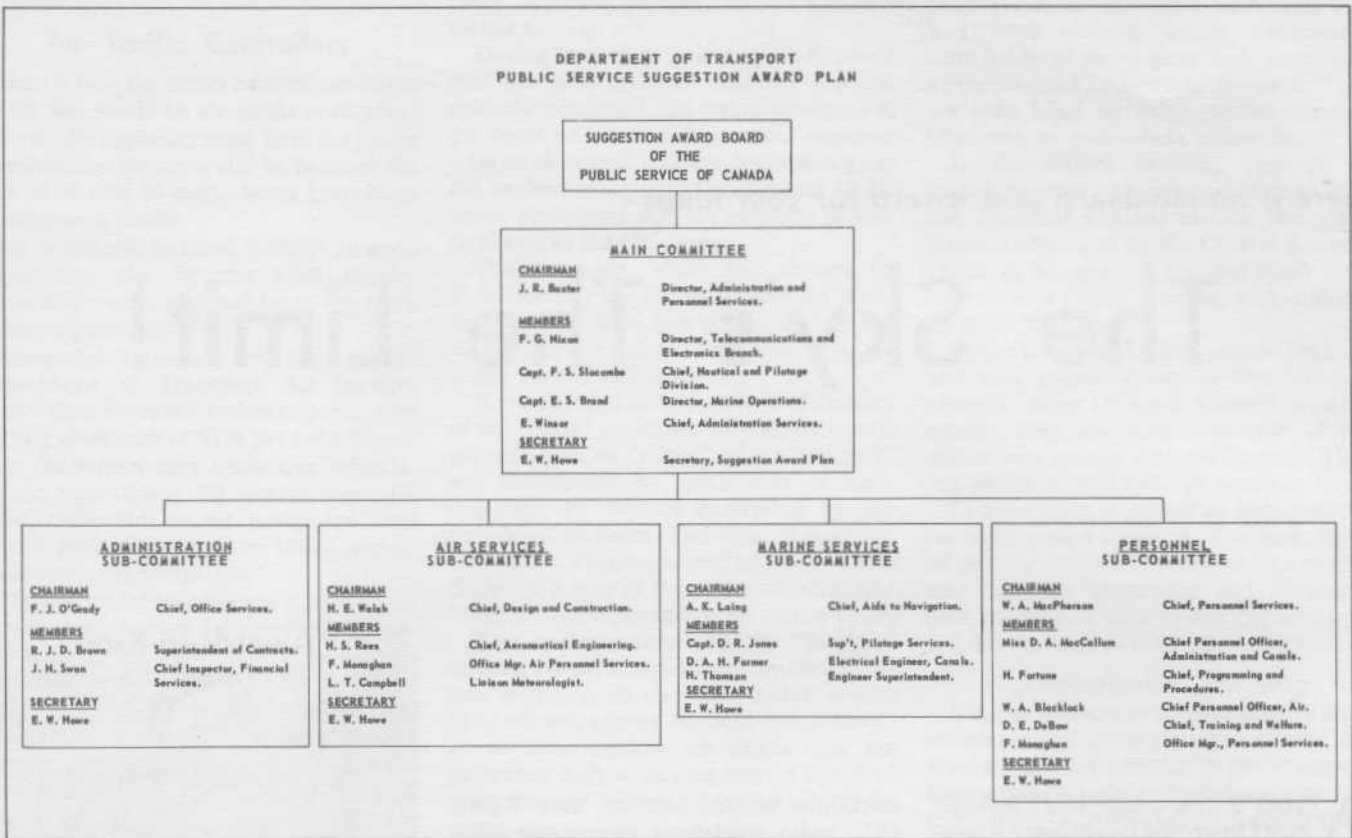 DEPARTMENT OF TRANSPORT
PUBLIC SERVICE SUGGESTION AWARD PLAN
SUGGESTION AWARD BOARD
OF THE
PUBLIC SERVICE OF CANADA
MAIN COMMITTEE
CHAIRMAN
J. R. Baxter Director, Administration and
Personnel Services.
MEMBERS
F. G. Nixon Director, Telecommunications and
Electronics Branch.
Capt. F. S. Slocombe Chief, Nautical and Pilotage
Division.
Capt. E. S. Brand Director, Marine Operations.
E. Winsor Chief, Administration Services.
SECRETARY
E. W. Howe Secretary, Suggestion Award Plan
ADMINISTRATION
SUB-COMMITTEE
CHAIRMAN
F. J. O'Grady Chief, Office Services.
MEMBERS
R. J. D. Brown Superintendent of Contracts.
J. H. Swan Chief Inspector, Financial
Services.
SECRETARY
E. W. Howe
AIR SERVICES
SUB-COMMITTEE
CHAIRMAN
H. E. Walsh Chief, Design and Construction.
MEMBERS
H. S. Rees Chief, Aeronautical Engineering.
F. Monaghan Office Mgr. Air Personnel Services.
L. T. Campbell Liaison Meteorologist.
SECRETARY
E. W. Howe
MARINE SERVICES
SUB-COMMITTEE
CHAIRMAN
A. K. Laing Chief, Aids to Navigation.
MEMBERS
Capt. D. R. Jones Sup't, Pilotage Services.
D. A. H. Farmer Electrical Engineer, Canals.
H. Thomson Engineer Superintendent.
SECRETARY
E. W. Howe
PERSONNEL
SUB-COMMITTEE
CHAIRMAN
W. A. MacPherson Chief, Personnel Services.
MEMBERS
Miss D. A. MacCallum Chief Personnel Officer,
Administration and Canals.
H. Fortune Chief, Programming and
Procedures.
W. A. Blacklock Chief Personnel Officer, Air.
D. E. DeBow Chief, Training and Welfare.
F. Monaghan Office Mgr., Personnel Services.
SECRETARY
E. W. Howe